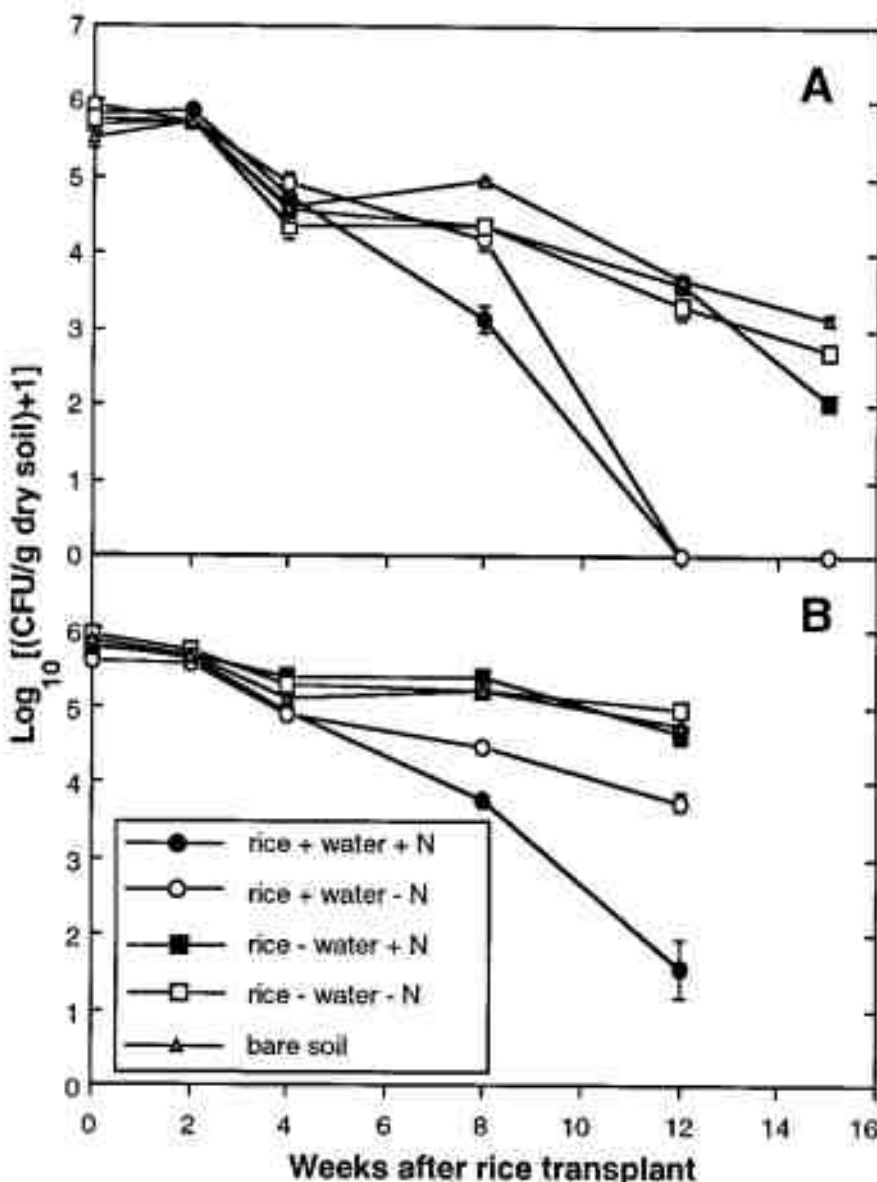 7
A
6
5
4
3
2
1
0
B
6
5
4
3
2
1
0
Log10 [(CFU/g dry soil)+1]
rice + water + N
rice + water - N
rice - water + N
rice - water - N
bare soil
0 2 4 6 8 10 12 14 16
Weeks after rice transplant